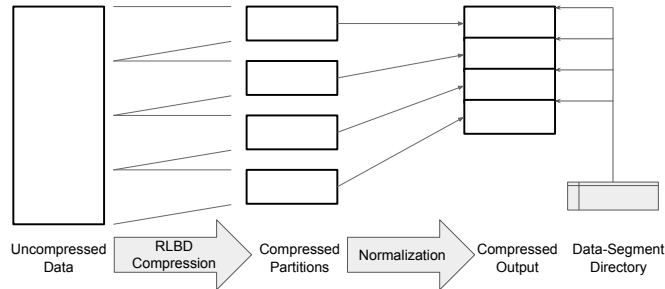 Uncompressed
Data
RLBD
Compression
Compressed
Partitions
Normalization
Compressed
Output
Data-Segment
Directory